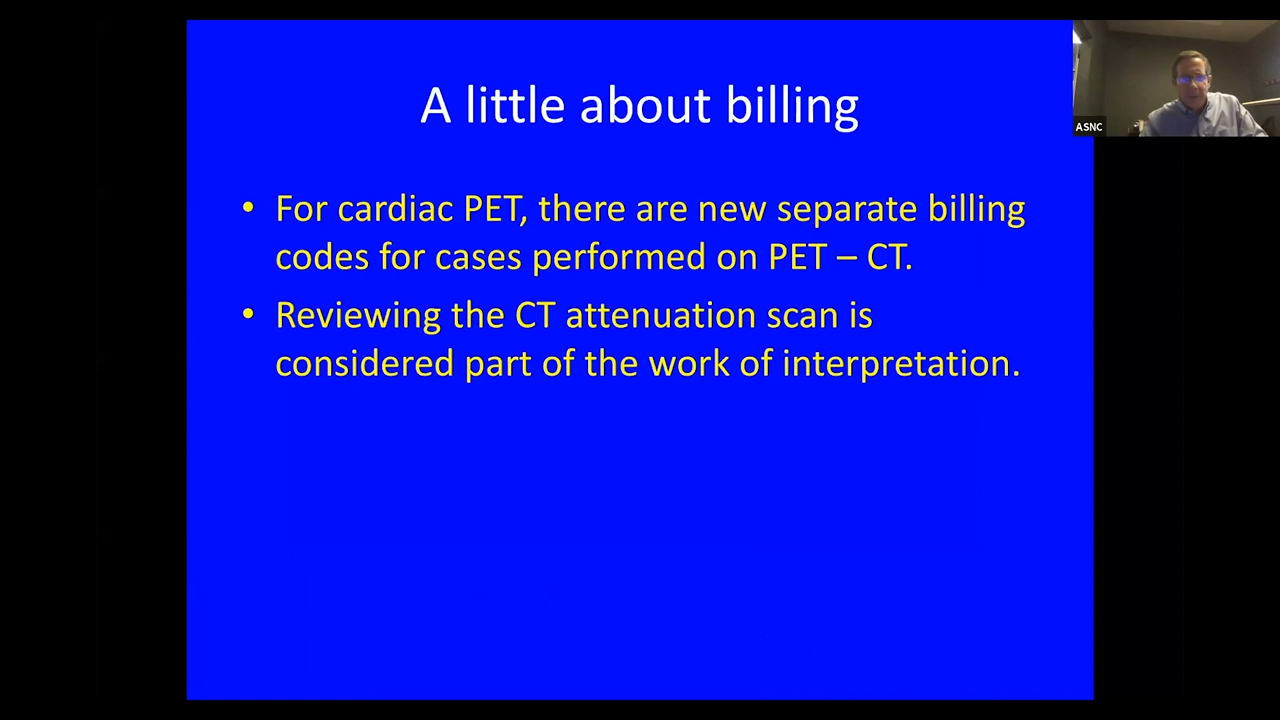 A little about billing
• For cardiac PET, there are new separate billing
codes for cases performed on PET – CT.
• Reviewing the CT attenuation scan is
considered part of the work of interpretation.
ASNC